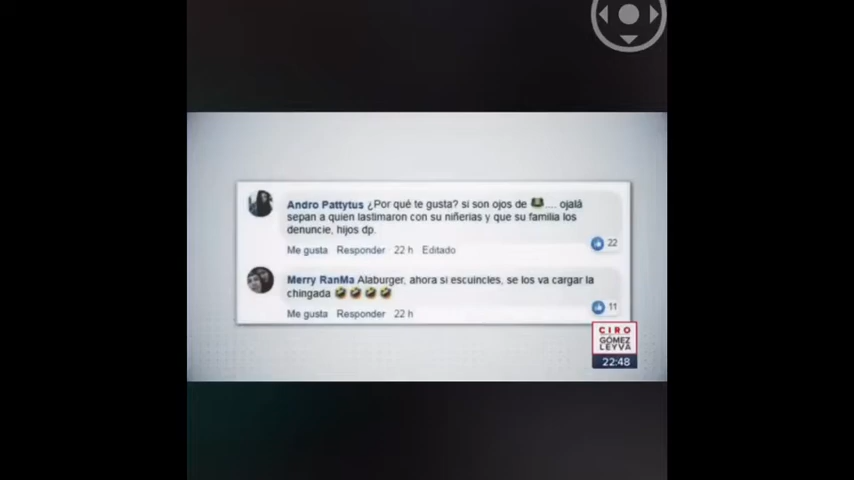 Andro Pattytus ¿Por qué te gusta? si son ojos de .... ojalá
sepan a quien lastimaron con su niñerias y que su familia los
denuncie, hijos dp.
Me gusta Responder 22 h Editado
22
Merry RanMa Alaburger, ahora si escuincles, se los va cargar la
chingada 🤣🤣🤣🤣
Me gusta Responder 22 h
11
CIRO
GÓMEZ
LEYVA
22:48